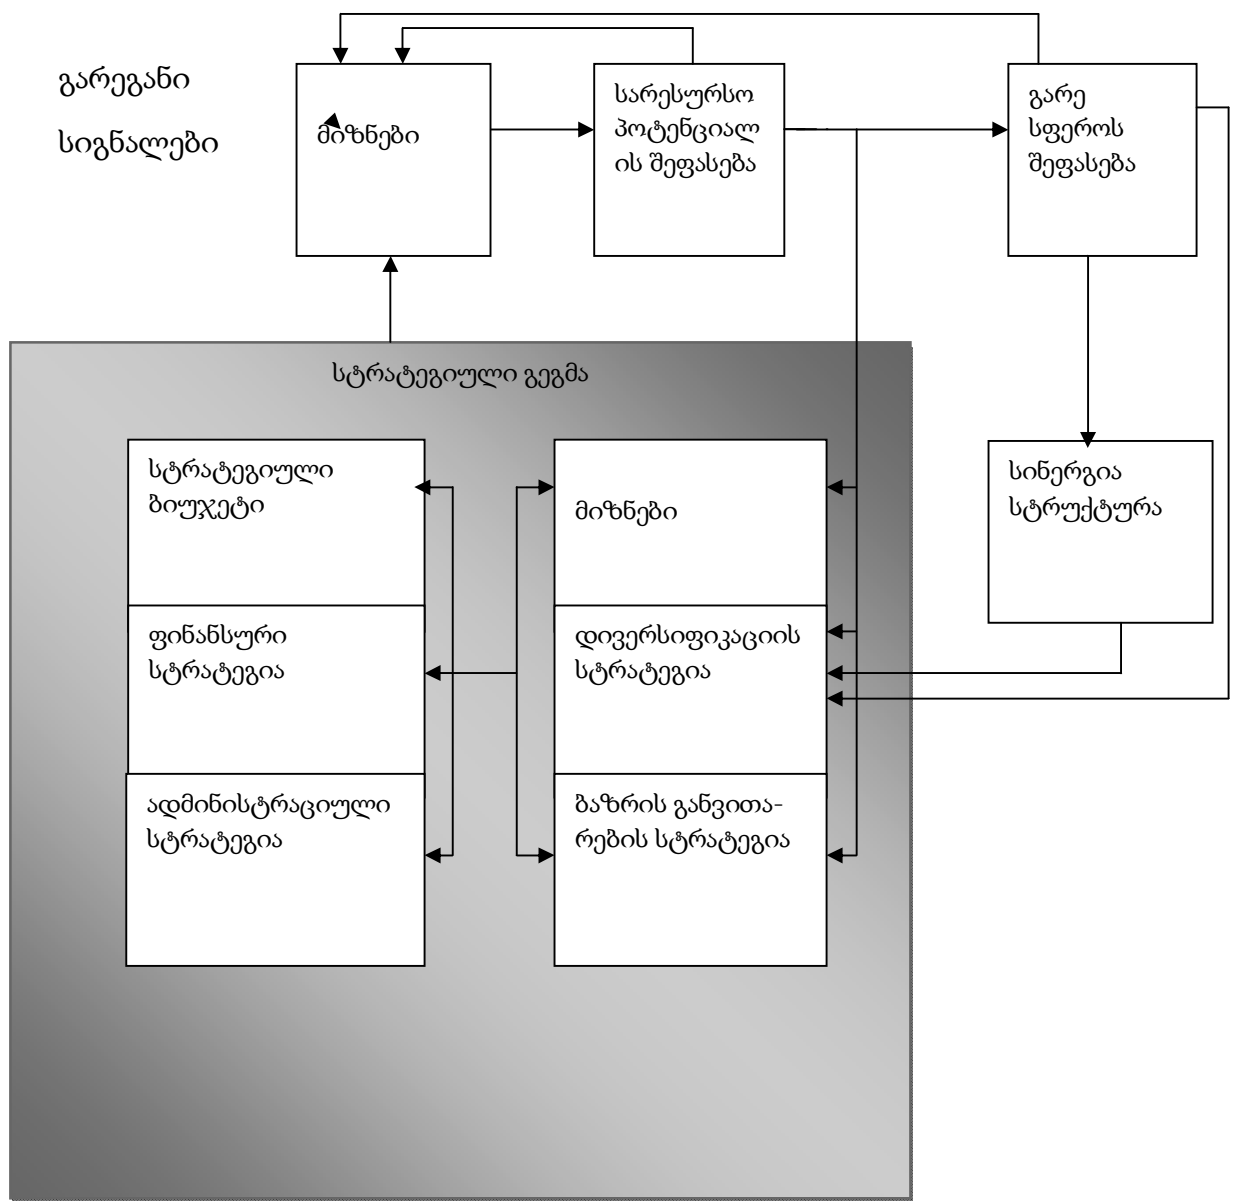 გარეგანი
სიგნალები
მიზნები
სარესურსო
პოტენციალ
ის შეფასება
გარე
სფეროს
შეფასება
სტრატეგიული გეგმა
სტრატეგიული
ბიუჯეტი
მიზნები
სინერგია
სტრუქტურა
ფინანსური
სტრატეგია
დივერსიფიკაციის
სტრატეგია
ადმინისტრაციული
სტრატეგია
ბაზრის განვითა-
რების სტრატეგია